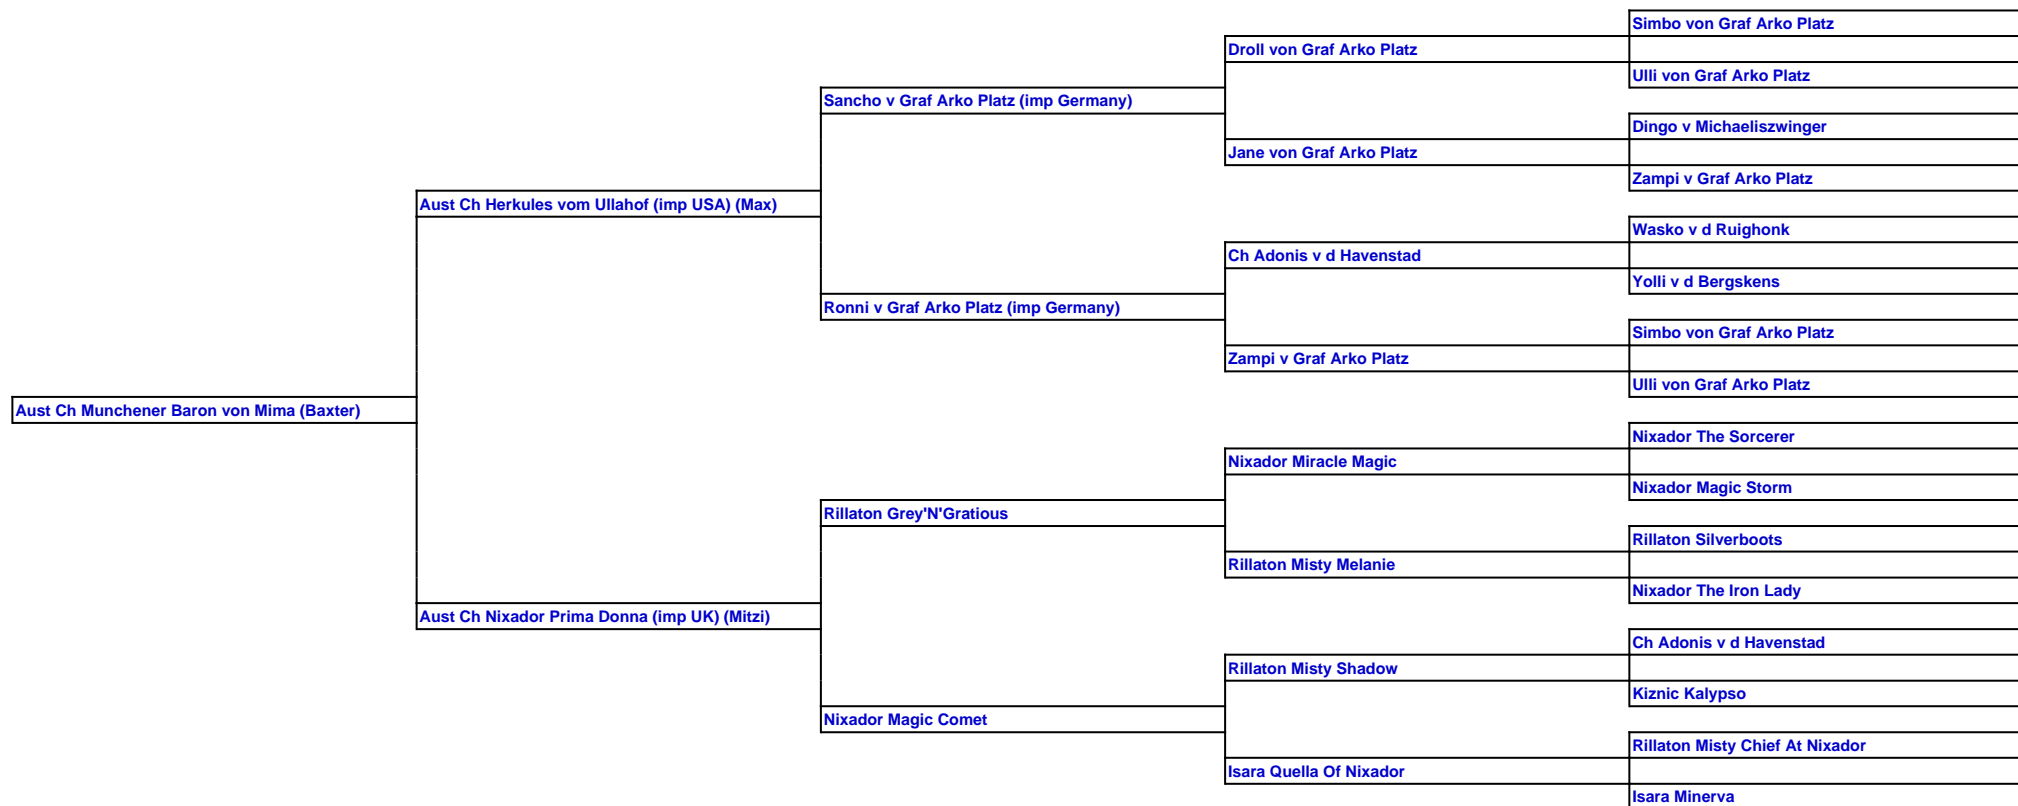 Simbo von Graf Arko Platz
Droll von Graf Arko Platz
Ulli von Graf Arko Platz
Sancho v Graf Arko Platz (imp Germany)
Dingo v Michaeliszwinger
Jane von Graf Arko Platz
Zampi v Graf Arko Platz
Aust Ch Herkules vom Ullahof (imp USA) (Max)
Wasko v d Ruighonk
Ch Adonis v d Havenstad
Yolli v d Bergskens
Ronni v Graf Arko Platz (imp Germany)
Simbo von Graf Arko Platz
Zampi v Graf Arko Platz
Ulli von Graf Arko Platz
Aust Ch Munchener Baron von Mima (Baxter)
Nixador The Sorcerer
Nixador Miracle Magic
Nixador Magic Storm
Rillaton Grey'N'Gratious
Rillaton Silverboots
Rillaton Misty Melanie
Nixador The Iron Lady
Aust Ch Nixador Prima Donna (imp UK) (Mitzi)
Ch Adonis v d Havenstad
Rillaton Misty Shadow
Kiznic Kalypso
Nixador Magic Comet
Rillaton Misty Chief At Nixador
Isara Quella Of Nixador
Isara Minerva